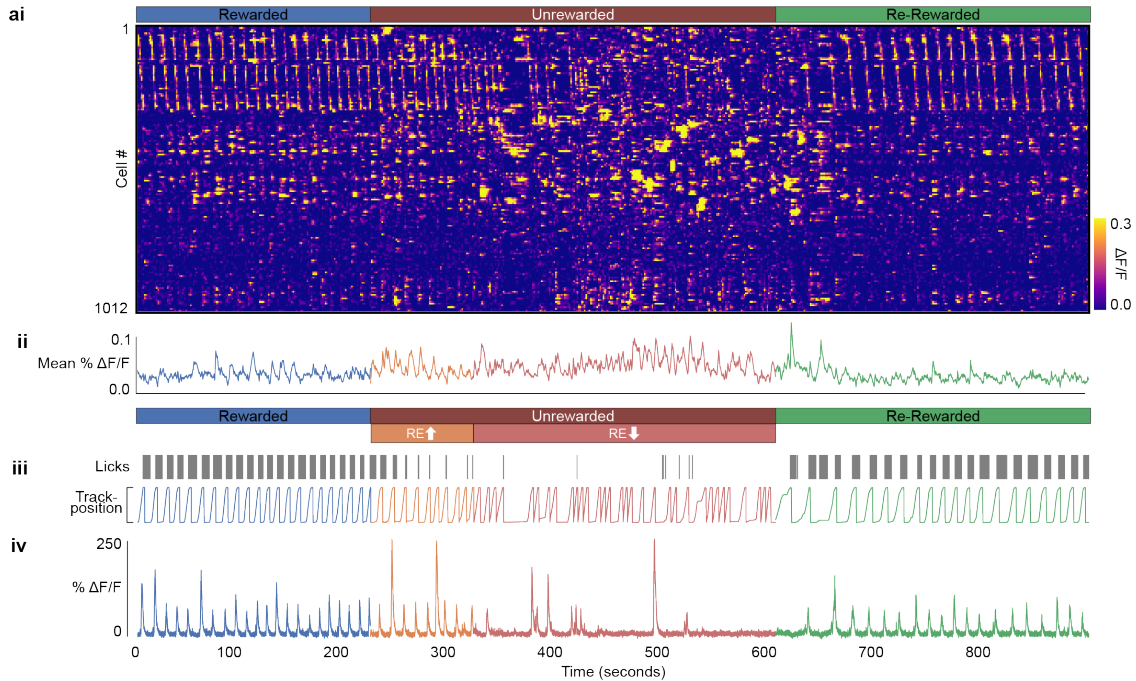 ai
Rewarded Unrewarded Re-Rewarded
1
Cell #
1012
0.3
ΔF/F
0.0
ii
0.1
Mean % ΔF/F
0.0
Rewarded Unrewarded Re-Rewarded
RE⬆ RE⬇
iii
Licks
Track-
position
iv
250
% ΔF/F
0
0 100 200 300 400 500 600 700 800
Time (seconds)